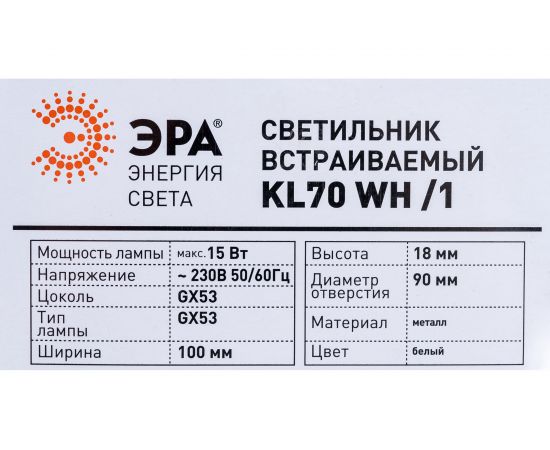 ЭРА®
ЭНЕРГИЯ
СВЕТА
СВЕТИЛЬНИК
ВСТРАИВАЕМЫЙ
KL70 WH /1
Мощность лампы макс. 15 Вт
Напряжение ~ 230В 50/60Гц
Цоколь GX53
Тип
лампы GX53
Ширина 100 мм
Высота 18 мм
Диаметр
отверстия 90 мм
Материал металл
Цвет белый